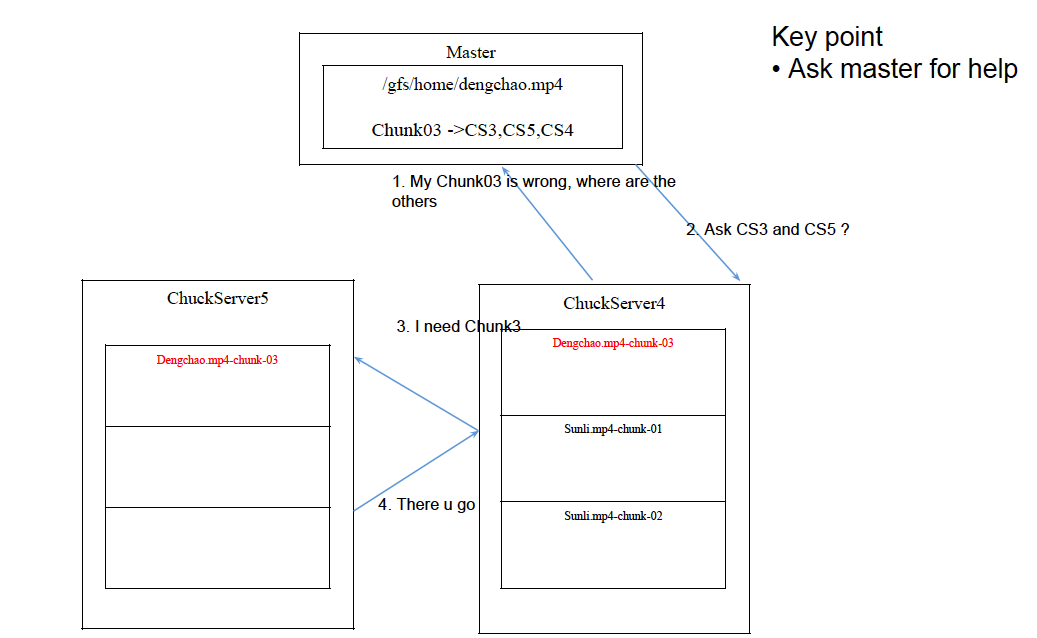 Key point
• Ask master for help
Master
/gfs/home/dengchao.mp4
Chunk03 ->CS3,CS5,CS4
1. My Chunk03 is wrong, where are the
others
2. Ask CS3 and CS5 ?
ChuckServer5
ChuckServer4
3. I need Chunk3
Dengchao.mp4-chunk-03
Dengchao.mp4-chunk-03
Sunli.mp4-chunk-01
4. There u go
Sunli.mp4-chunk-02